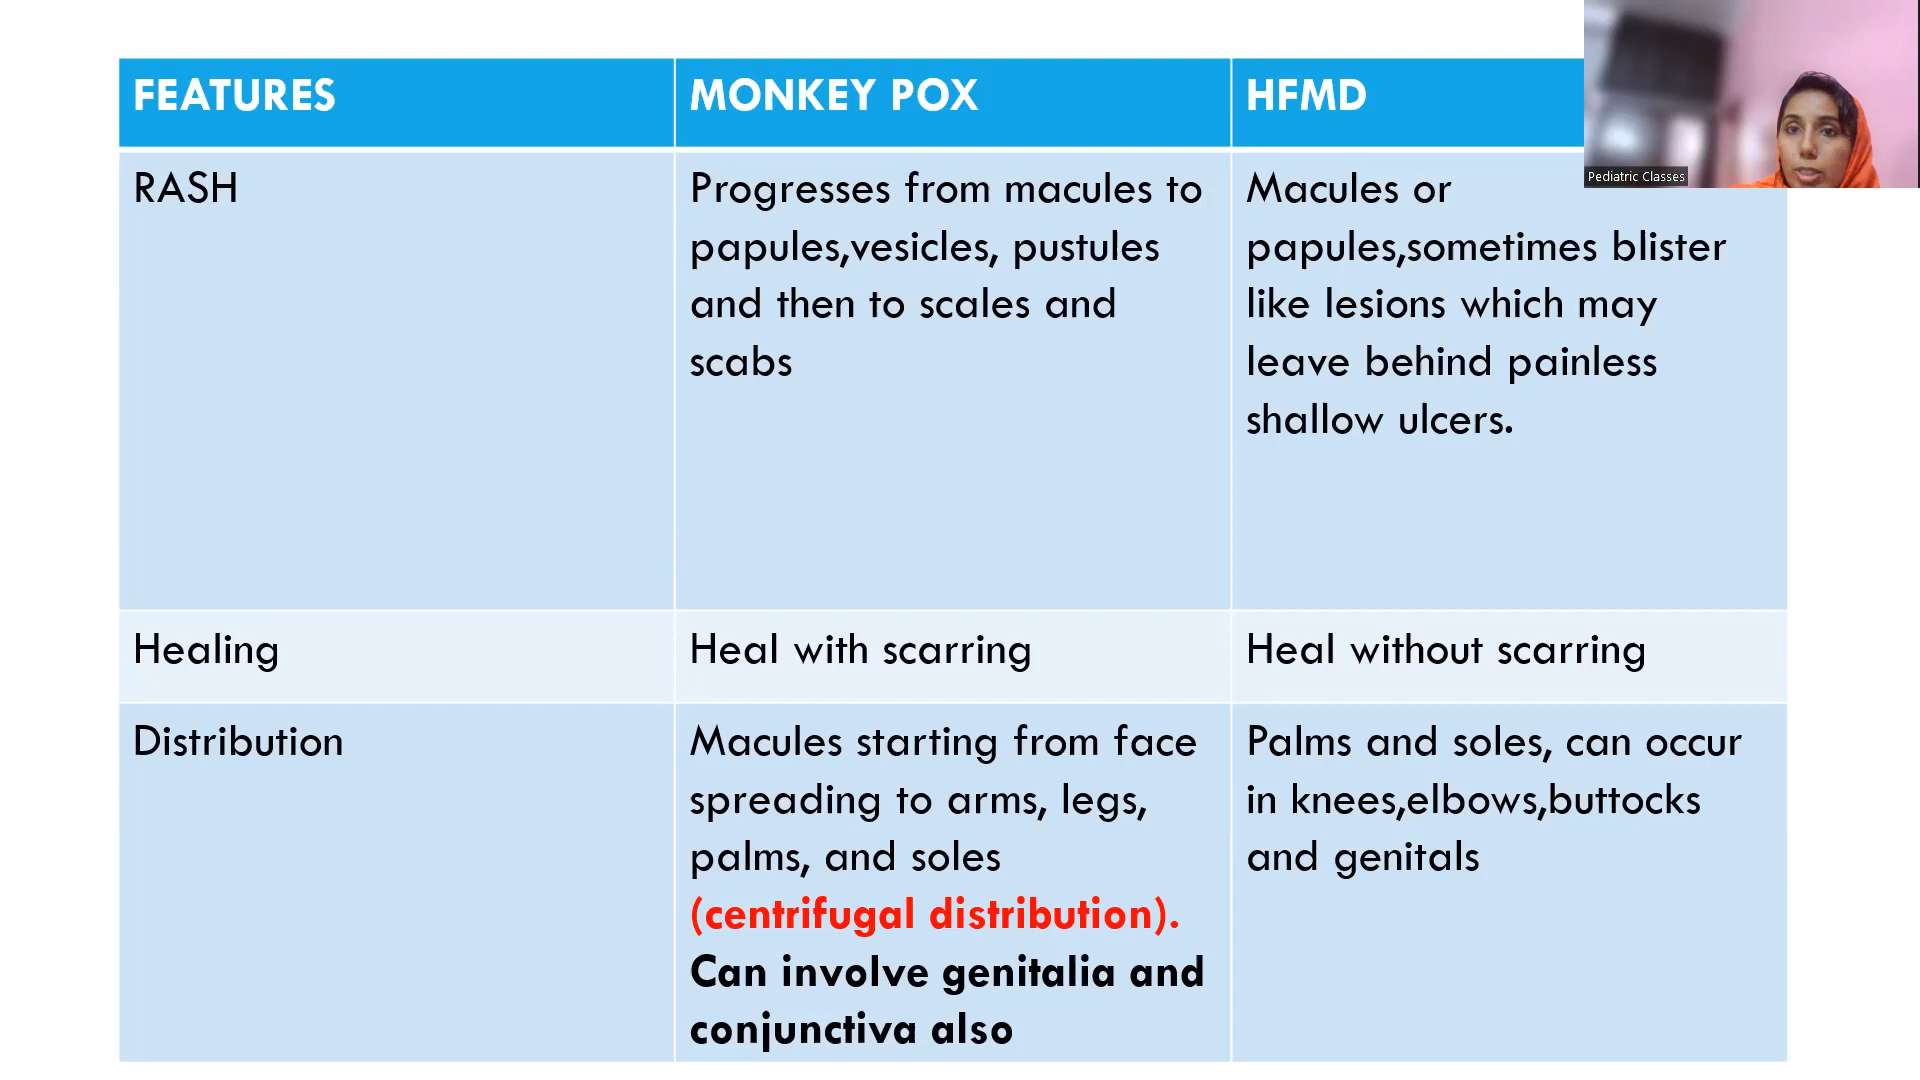 FEATURES
MONKEY POX
HFMD
Pediatric Classes
RASH
Progresses from macules to
papules,vesicles, pustules
and then to scales and
scabs
Macules or
papules,sometimes blister
like lesions which may
leave behind painless
shallow ulcers.
Healing
Heal with scarring
Heal without scarring
Distribution
Macules starting from face
spreading to arms, legs,
palms, and soles
(centrifugal distribution).
Can involve genitalia and
conjunctiva also
Palms and soles, can occur
in knees,elbows,buttocks
and genitals